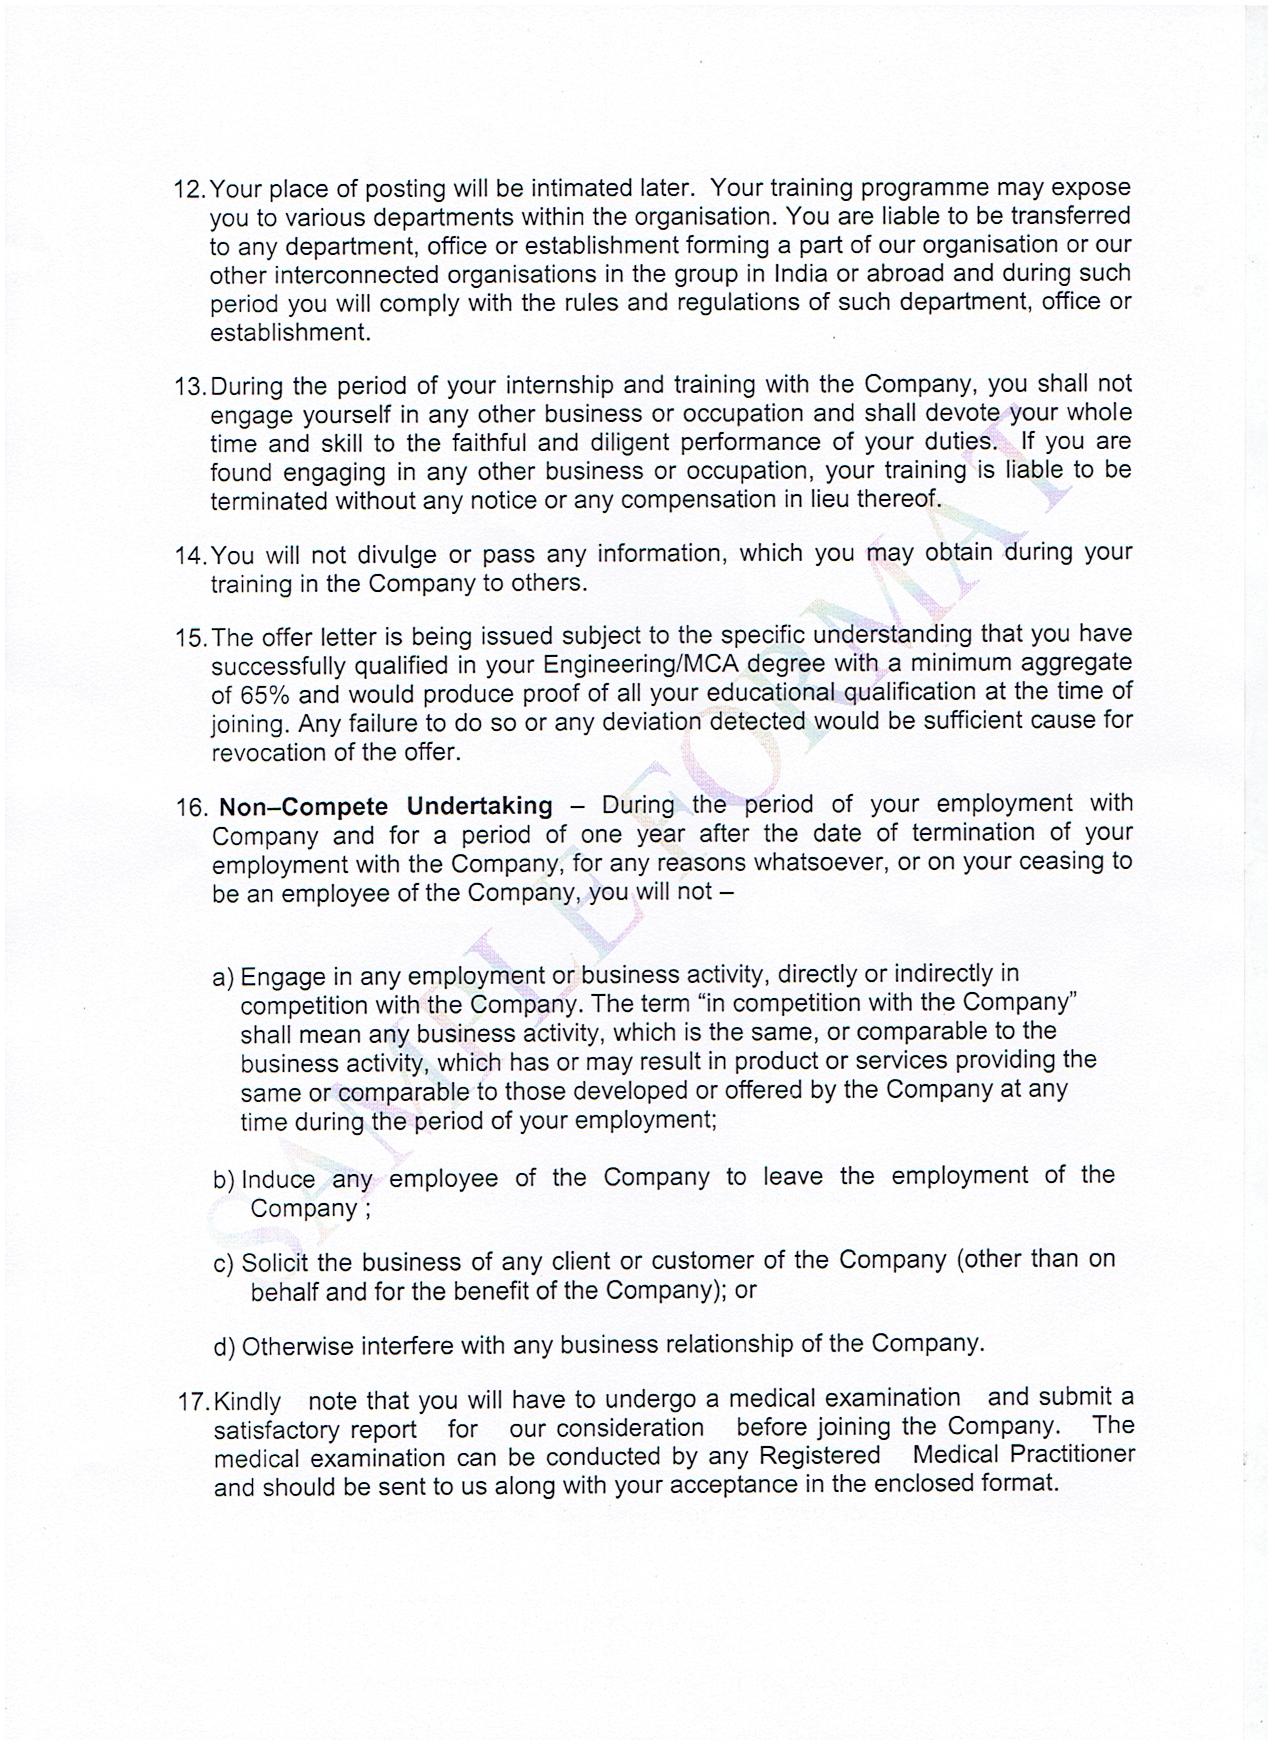 12. Your place of posting will be intimated later. Your training programme may expose
you to various departments within the organisation. You are liable to be transferred
to any department, office or establishment forming a part of our organisation or our
other interconnected organisations in the group in India or abroad and during such
period you will comply with the rules and regulations of such department, office or
establishment.
13. During the period of your internship and training with the Company, you shall not
engage yourself in any other business or occupation and shall devote your whole
time and skill to the faithful and diligent performance of your duties. If you are
found engaging in any other business or occupation, your training is liable to be
terminated without any notice or any compensation in lieu thereof.
14. You will not divulge or pass any information, which you may obtain during your
training in the Company to others.
15. The offer letter is being issued subject to the specific understanding that you have
successfully qualified in your Engineering/MCA degree with a minimum aggregate
of 65% and would produce proof of all your educational qualification at the time of
joining. Any failure to do so or any deviation detected would be sufficient cause for
revocation of the offer.
16. Non–Compete Undertaking – During the period of your employment with
Company and for a period of one year after the date of termination of your
employment with the Company, for any reasons whatsoever, or on your ceasing to
be an employee of the Company, you will not –
a) Engage in any employment or business activity, directly or indirectly in
competition with the Company. The term “in competition with the Company”
shall mean any business activity, which is the same, or comparable to the
business activity, which has or may result in product or services providing the
same or comparable to those developed or offered by the Company at any
time during the period of your employment;
b) Induce any employee of the Company to leave the employment of the
Company ;
c) Solicit the business of any client or customer of the Company (other than on
behalf and for the benefit of the Company); or
d) Otherwise interfere with any business relationship of the Company.
17. Kindly note that you will have to undergo a medical examination and submit a
satisfactory report for our consideration before joining the Company. The
medical examination can be conducted by any Registered Medical Practitioner
and should be sent to us along with your acceptance in the enclosed format.
SAMPLE FORMAT